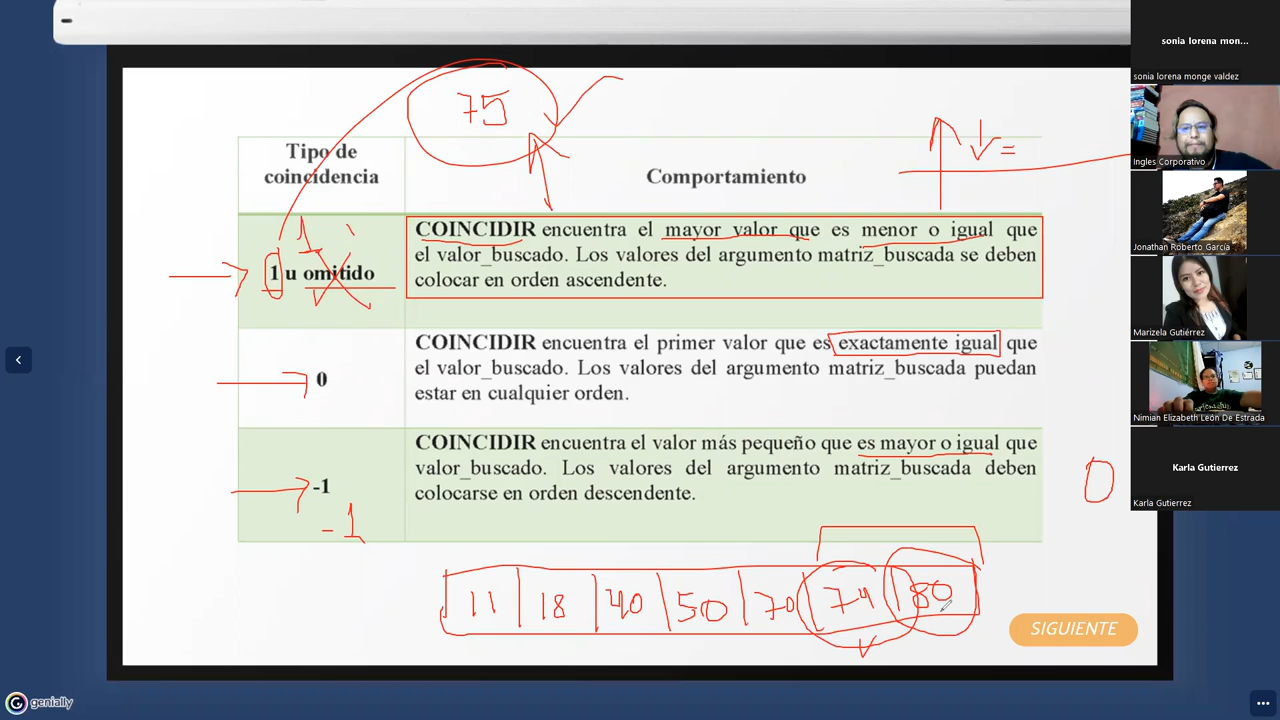 75
Tipo de
coincidencia
Comportamiento
=
1
1 u omitido
COINCIDIR encuentra el mayor valor que es menor o igual que
el valor_buscado. Los valores del argumento matriz_buscada se deben
colocar en orden ascendente.
0
COINCIDIR encuentra el primer valor que es exactamente igual que
el valor_buscado. Los valores del argumento matriz_buscada puedan
estar en cualquier orden.
-1
-1
COINCIDIR encuentra el valor más pequeño que es mayor o igual que
valor_buscado. Los valores del argumento matriz_buscada deben
colocarse en orden descendente.
0
11 18 40 50 70 74 80
SIGUIENTE
genially
sonia lorena mon...
sonia lorena monge valdez
Ingles Corporativo
Jonathan Roberto García
Marizela Gutiérrez
Nimian Elizabeth León De Estrada
Karla Gutierrez
Karla Gutierrez